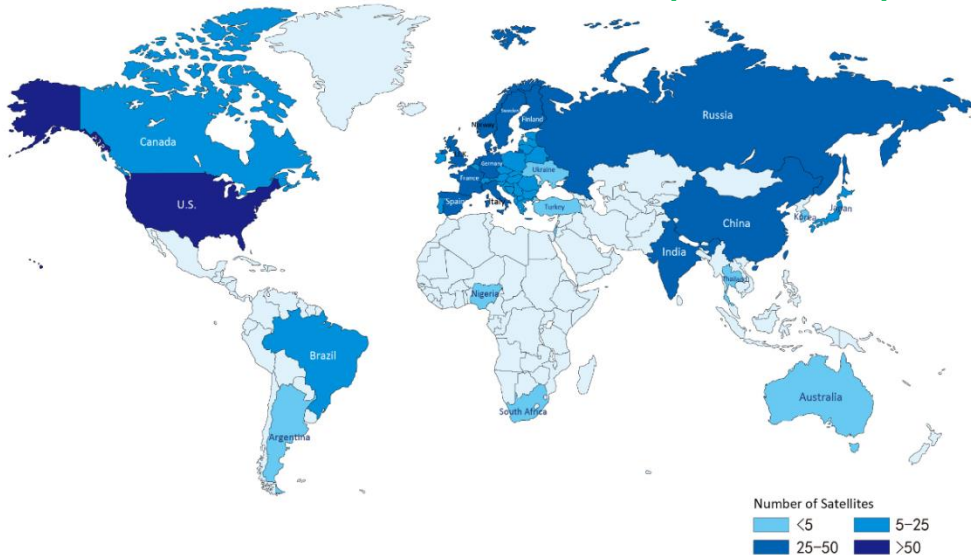 Canada
U.S.
Brazil
Argentina
Norway
Sweden
Finland
Germany
France
Spain
Italy
Ukraine
Turkey
Nigeria
South Africa
Russia
China
India
Korea
Japan
Thailand
Australia
Number of Satellites
<5
5-25
25-50
>50